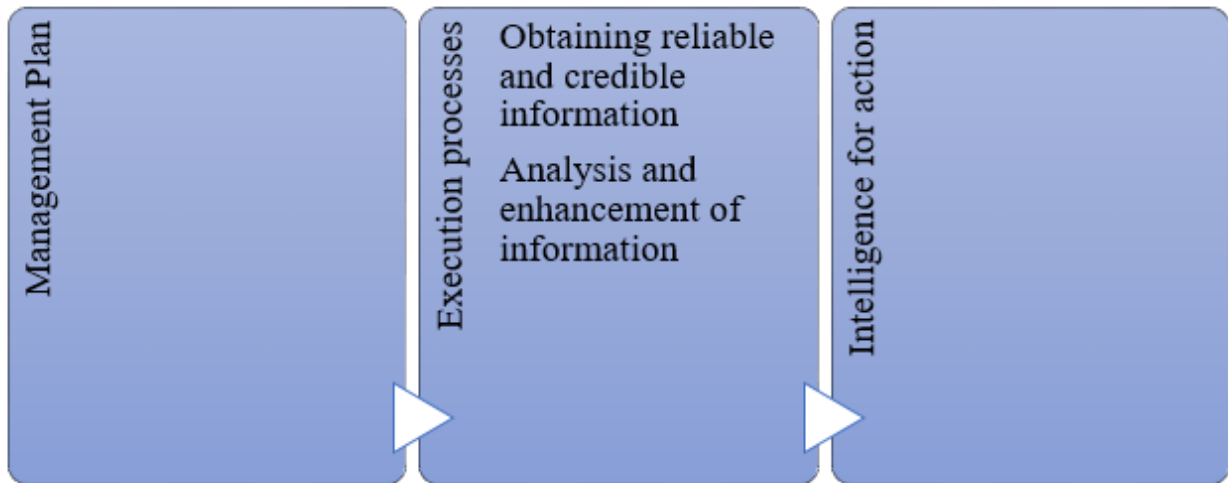 Management Plan
Execution processes
Obtaining reliable
and credible
information
Analysis and
enhancement of
information
Intelligence for action